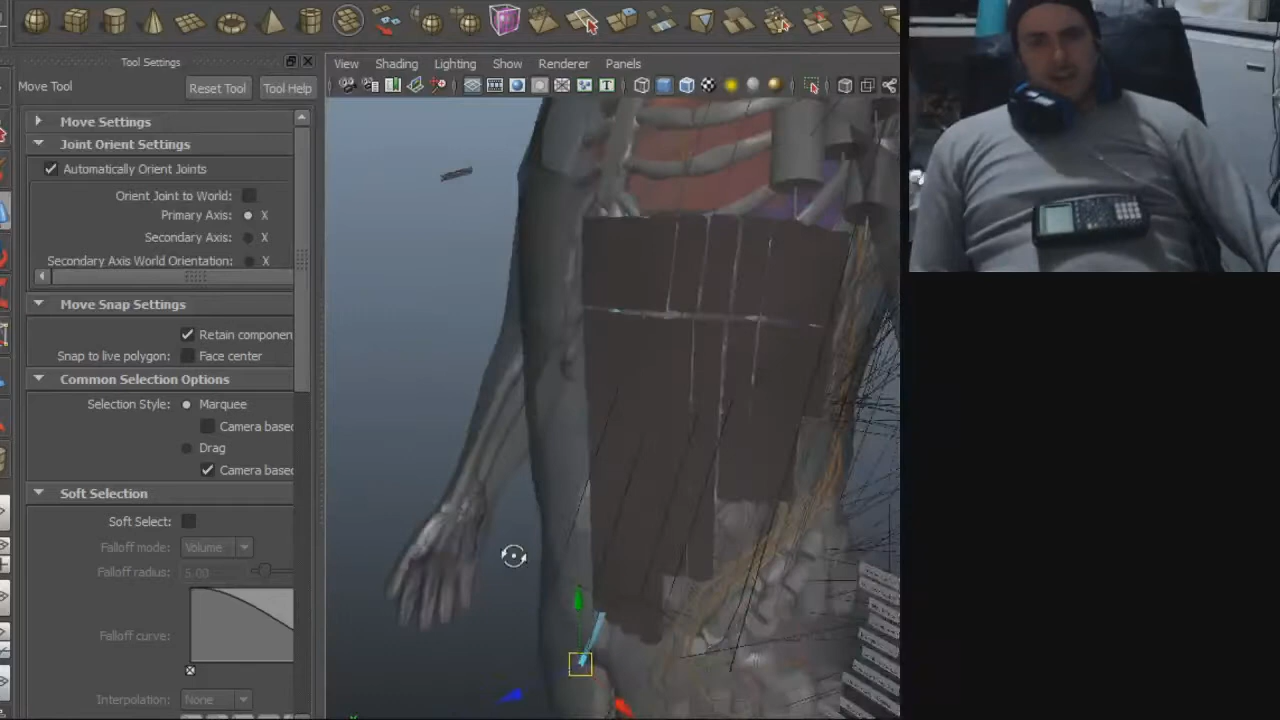 Tool Settings
View Shading Lighting Show Renderer Panels
Move Tool Reset Tool Tool Help
Move Settings
Joint Orient Settings
Automatically Orient Joints
Orient Joint to World:
Primary Axis: X
Secondary Axis: X
Secondary Axis World Orientation: X
Move Snap Settings
Retain componen
Snap to live polygon: Face center
Common Selection Options
Selection Style: Marquee
Camera based
Drag
Camera based
Soft Selection
Soft Select:
Falloff mode: Volume
Falloff radius: 5.00
Falloff curve:
Interpolation: None